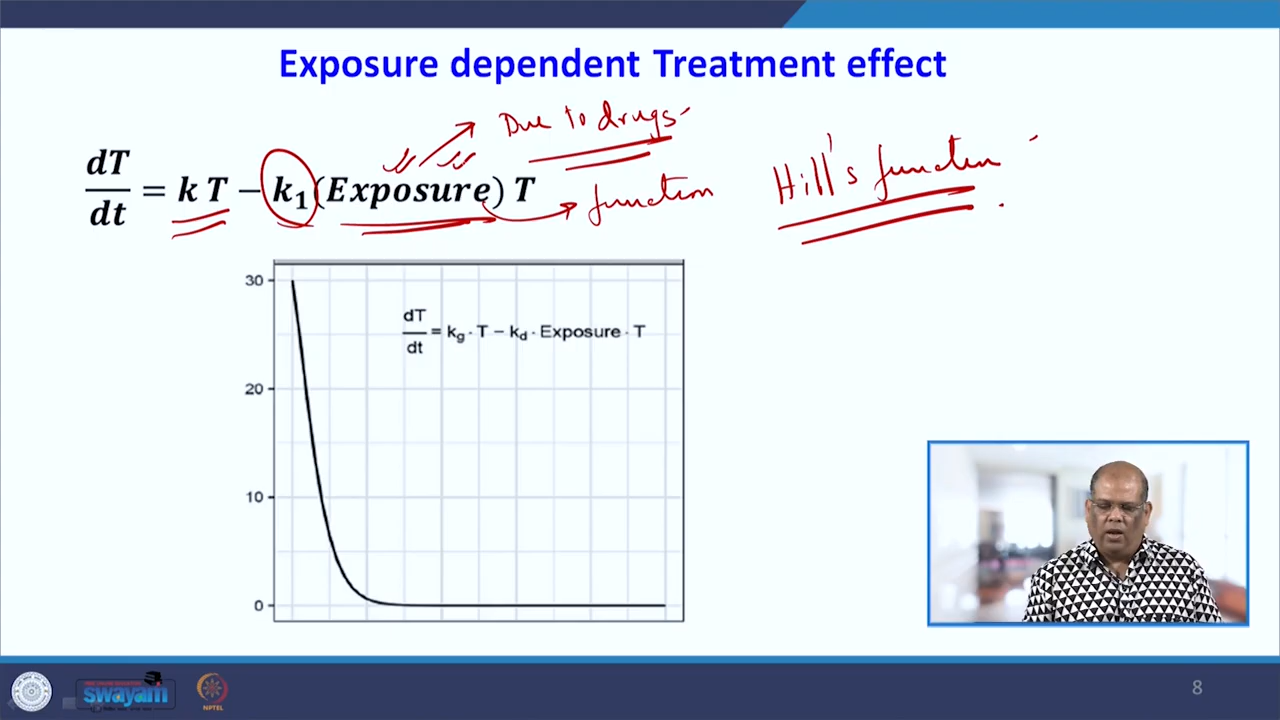 Exposure dependent Treatment effect
Due to drugs
dT/dt = k T − k₁(Exposure) T
function
Hill's function
30
dT/dt = kg · T − kd · Exposure · T
20
10
0
swayam
NPTEL
8